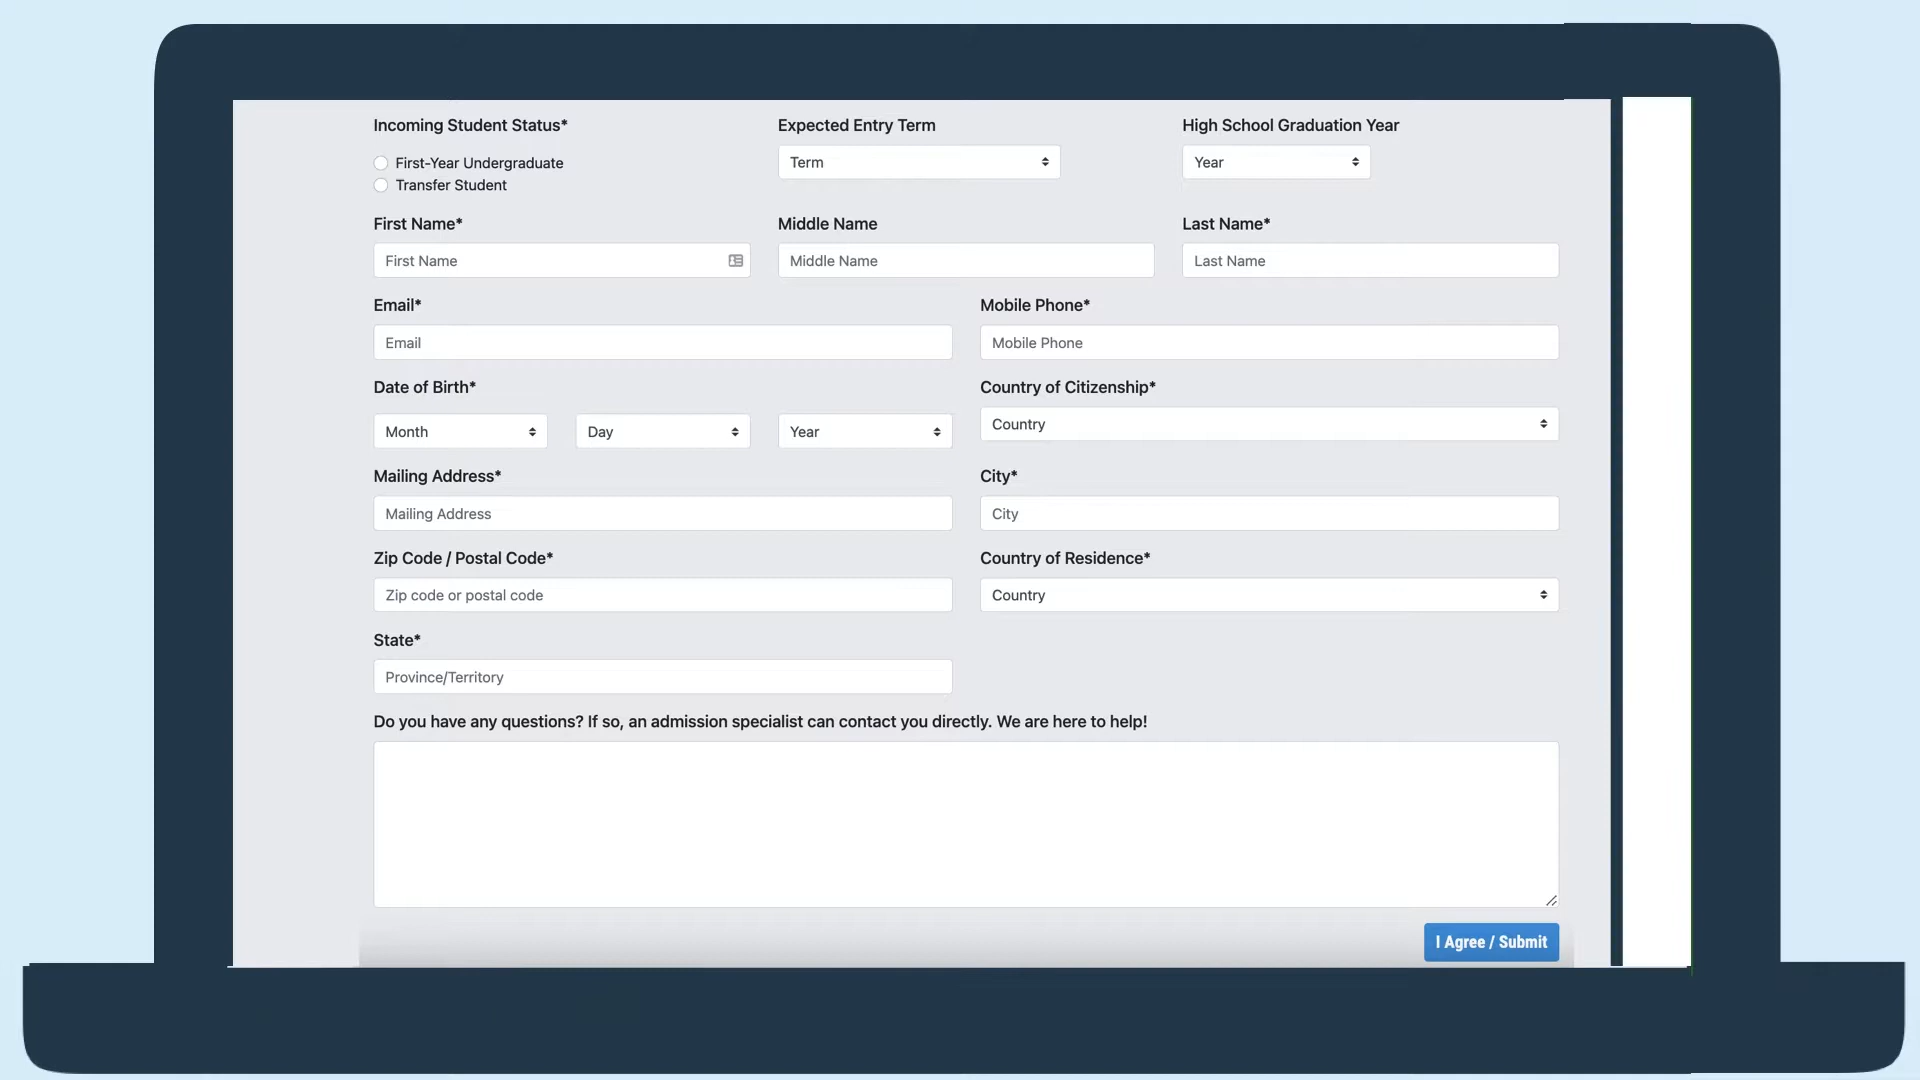 Incoming Student Status*
First-Year Undergraduate
Transfer Student
Expected Entry Term
Term
High School Graduation Year
Year
First Name*
First Name
Middle Name
Middle Name
Last Name*
Last Name
Email*
Email
Mobile Phone*
Mobile Phone
Date of Birth*
Month
Day
Year
Country of Citizenship*
Country
Mailing Address*
Mailing Address
City*
City
Zip Code / Postal Code*
Zip code or postal code
Country of Residence*
Country
State*
Province/Territory
Do you have any questions? If so, an admission specialist can contact you directly. We are here to help!
I Agree / Submit